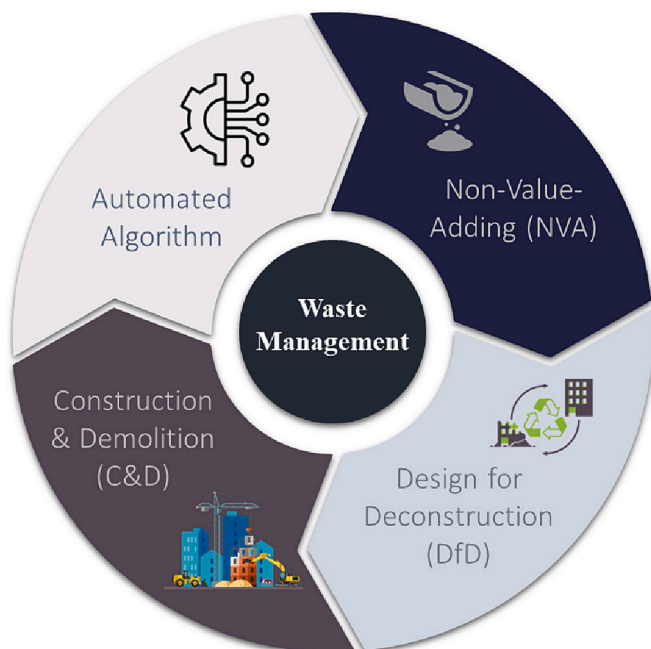 Automated
Algorithm
Non-Value-
Adding (NVA)
Waste
Management
Construction
& Demolition
(C&D)
Design for
Deconstruction
(DfD)